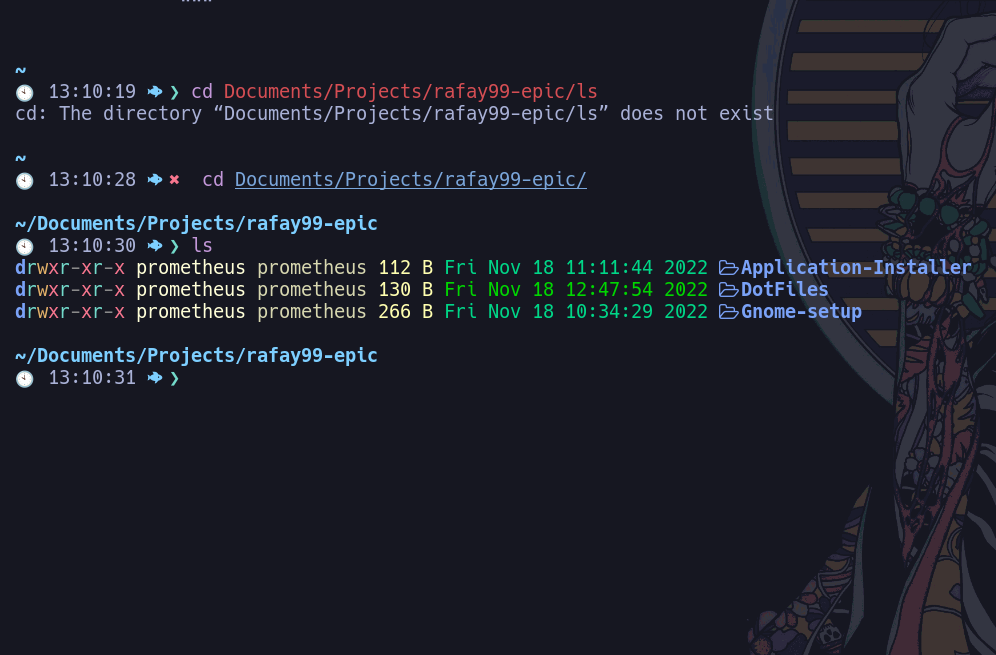 ~
13:10:19 ❯ cd Documents/Projects/rafay99-epic/ls
cd: The directory “Documents/Projects/rafay99-epic/ls” does not exist
~
13:10:28 ✖ cd Documents/Projects/rafay99-epic/
~/Documents/Projects/rafay99-epic
13:10:30 ❯ ls
drwxr-xr-x prometheus prometheus 112 B Fri Nov 18 11:11:44 2022 Application-Installer
drwxr-xr-x prometheus prometheus 130 B Fri Nov 18 12:47:54 2022 DotFiles
drwxr-xr-x prometheus prometheus 266 B Fri Nov 18 10:34:29 2022 Gnome-setup
~/Documents/Projects/rafay99-epic
13:10:31 ❯